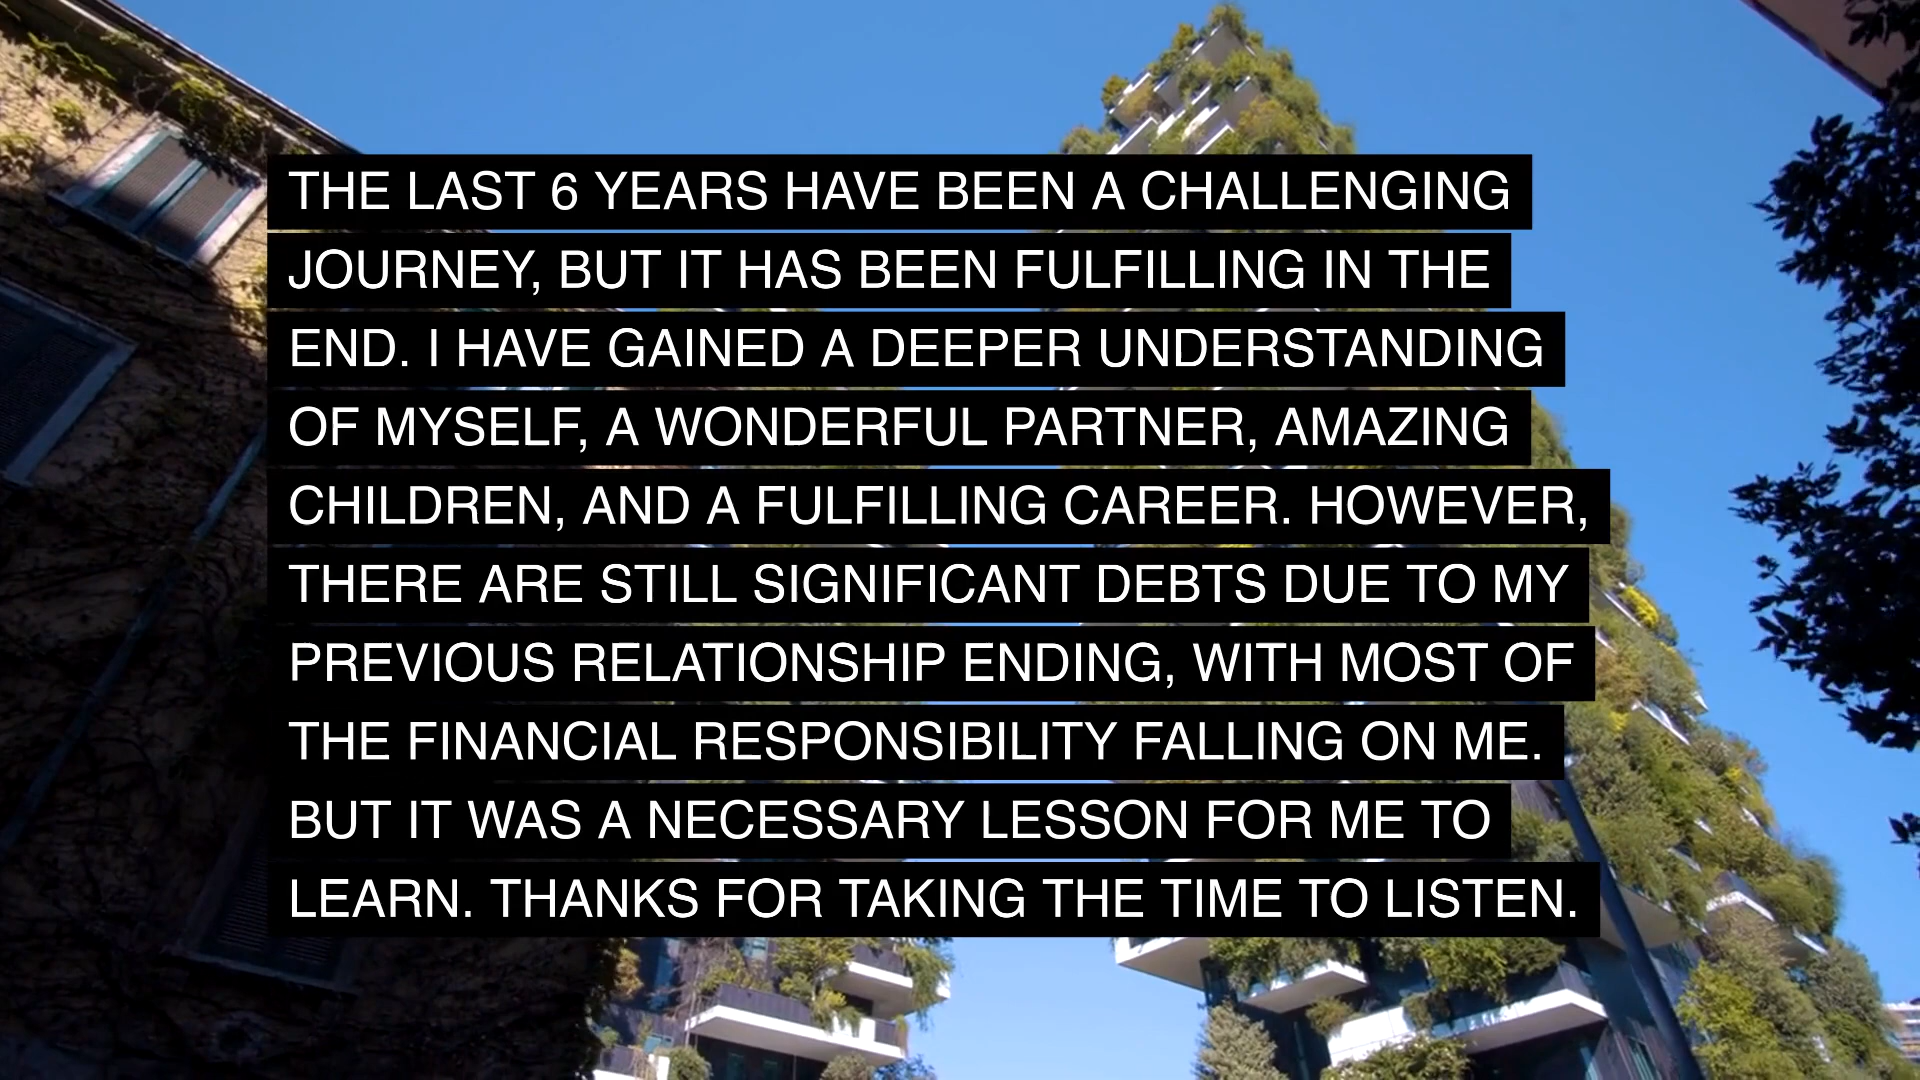 THE LAST 6 YEARS HAVE BEEN A CHALLENGING
JOURNEY, BUT IT HAS BEEN FULFILLING IN THE
END. I HAVE GAINED A DEEPER UNDERSTANDING
OF MYSELF, A WONDERFUL PARTNER, AMAZING
CHILDREN, AND A FULFILLING CAREER. HOWEVER,
THERE ARE STILL SIGNIFICANT DEBTS DUE TO MY
PREVIOUS RELATIONSHIP ENDING, WITH MOST OF
THE FINANCIAL RESPONSIBILITY FALLING ON ME.
BUT IT WAS A NECESSARY LESSON FOR ME TO
LEARN. THANKS FOR TAKING THE TIME TO LISTEN.